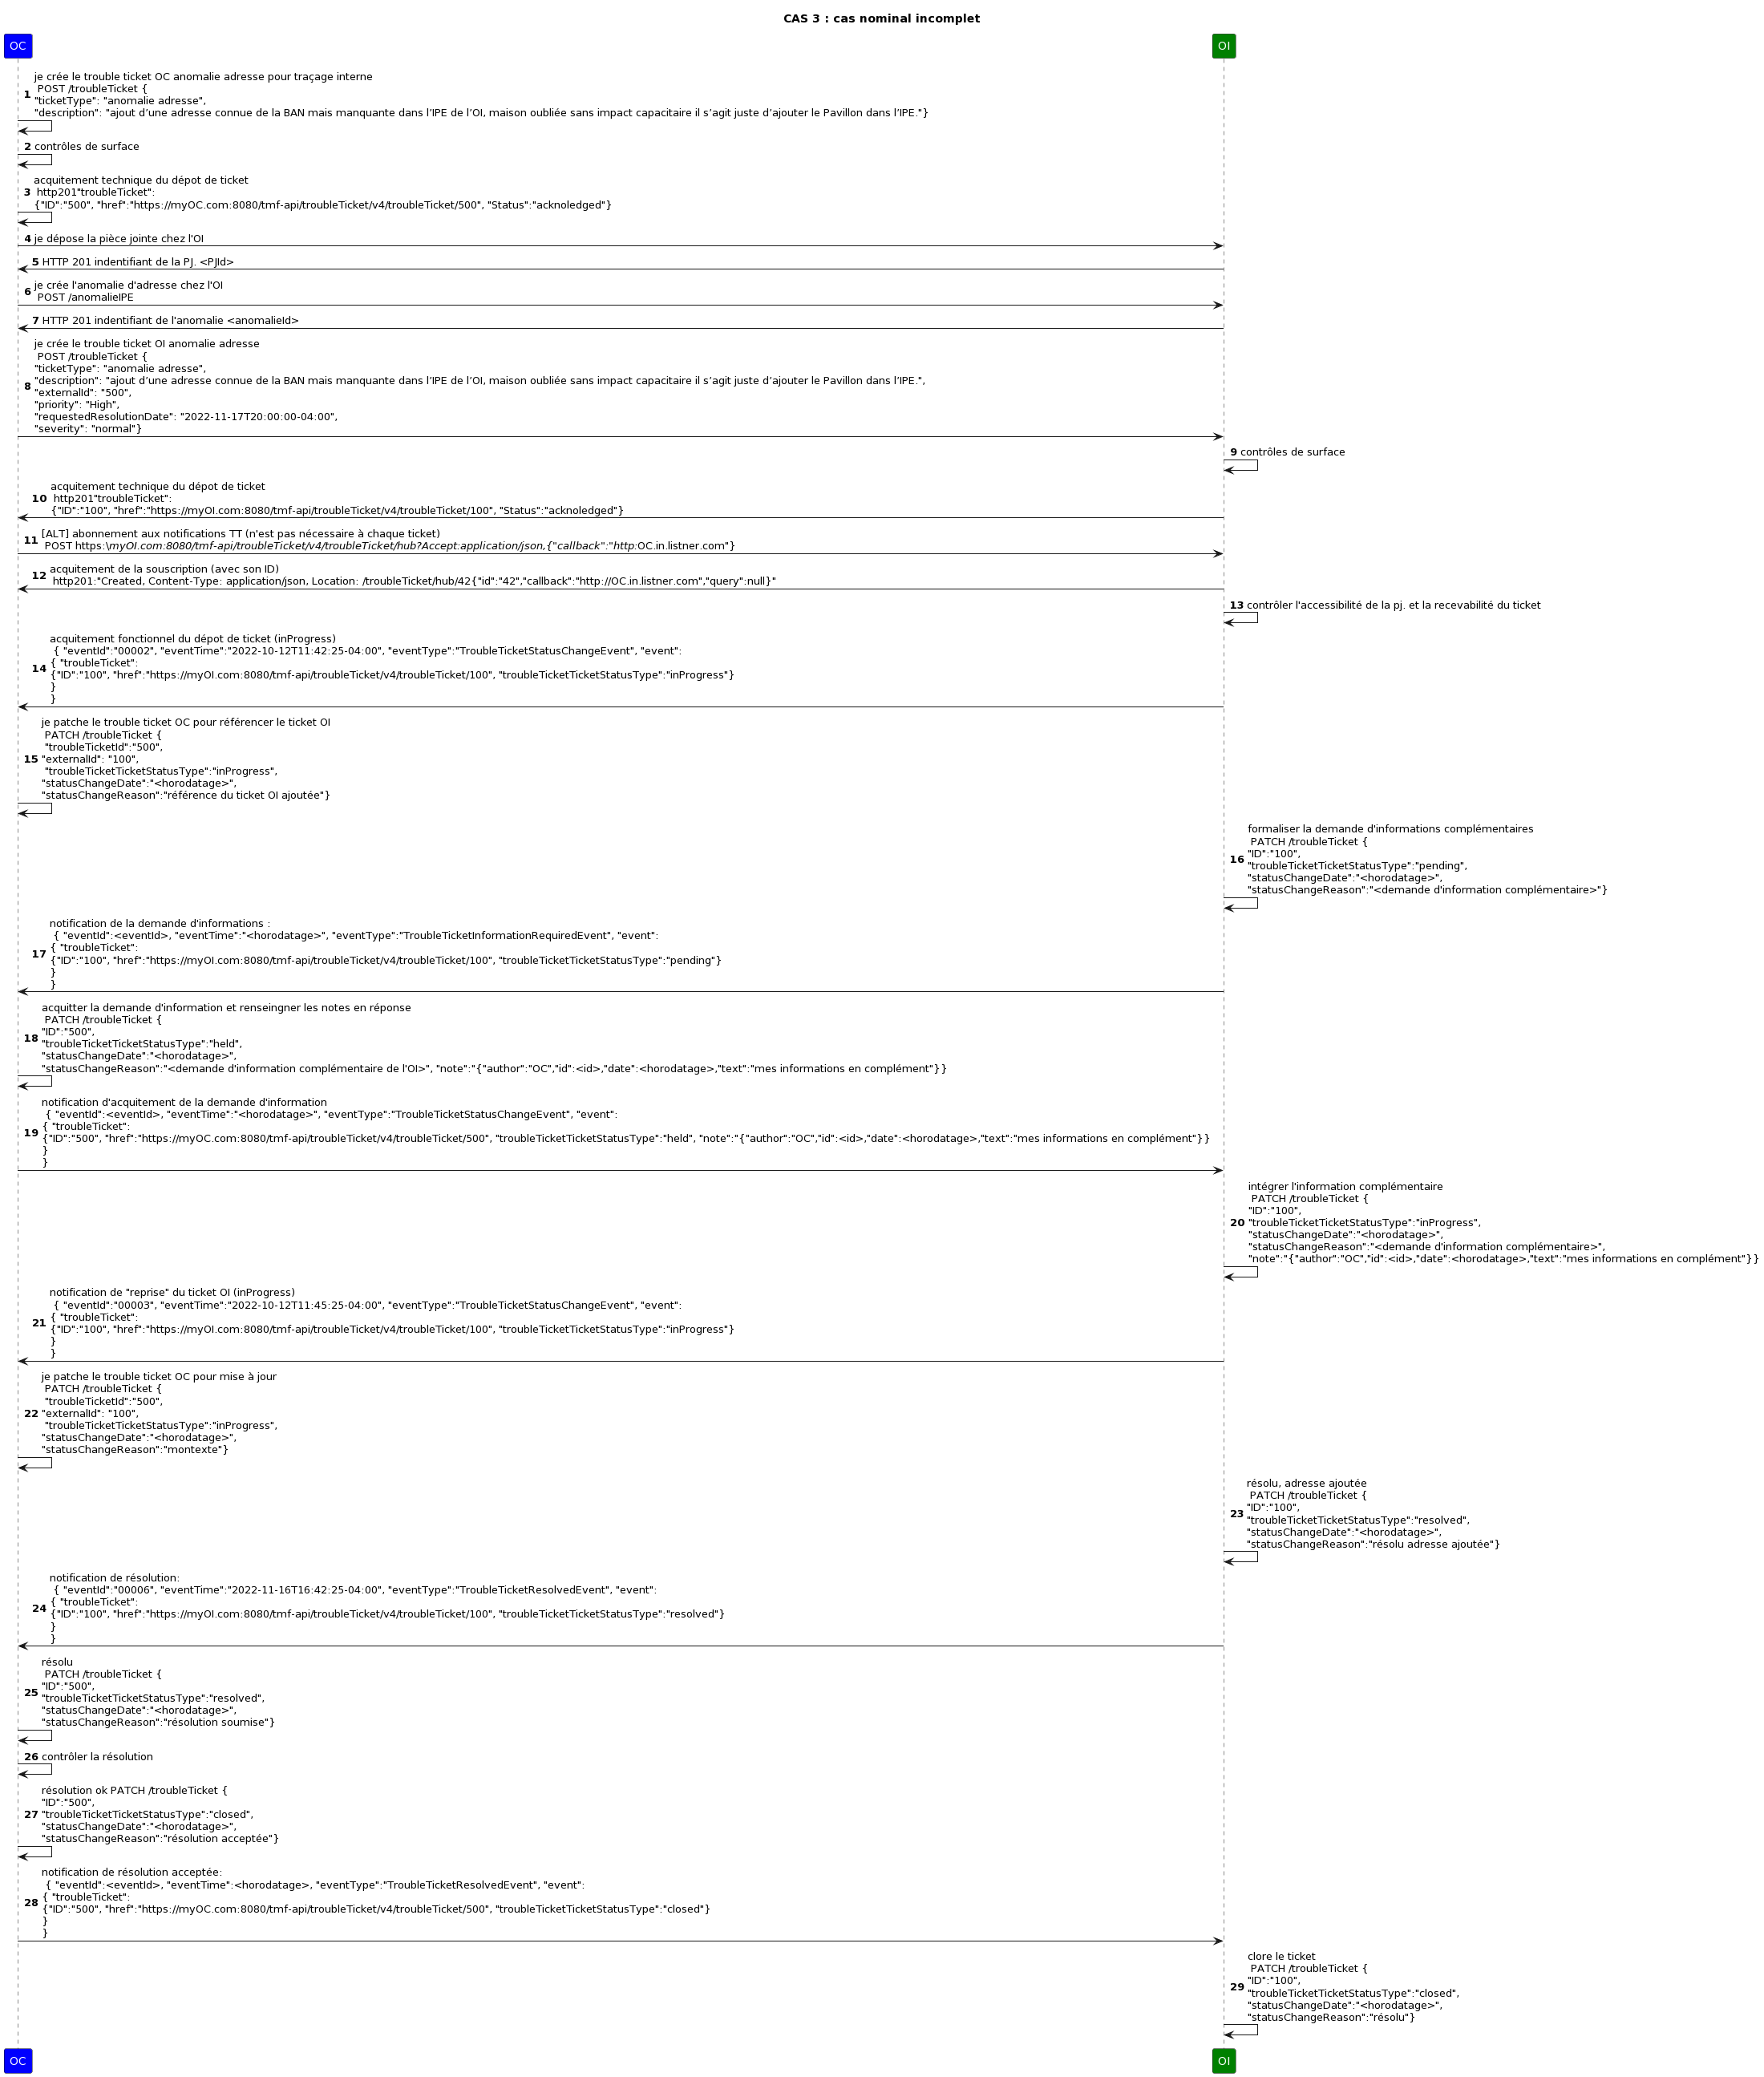 CAS 3 : cas nominal incomplet
OC
OI
je crée le trouble ticket OC anomalie adresse pour traçage interne
POST /troubleTicket {
1
"ticketType": "anomalie adresse",
"description": "ajout d’une adresse connue de la BAN mais manquante dans l’IPE de l’OI, maison oubliée sans impact capacitaire il s’agit juste d’ajouter le Pavillon dans l’IPE."}
2 contrôles de surface
acquitement technique du dépot de ticket
3 http201"troubleTicket":
{"ID":"500", "href":"https://myOC.com:8080/tmf-api/troubleTicket/v4/troubleTicket/500", "Status":"acknoledged"}
4 je dépose la pièce jointe chez l'OI
5 HTTP 201 indentifiant de la PJ. <PJId>
je crée l'anomalie d'adresse chez l'OI
6
POST /anomalieIPE
7 HTTP 201 indentifiant de l'anomalie <anomalieId>
je crée le trouble ticket OI anomalie adresse
POST /troubleTicket {
"ticketType": "anomalie adresse",
8 "description": "ajout d’une adresse connue de la BAN mais manquante dans l’IPE de l’OI, maison oubliée sans impact capacitaire il s’agit juste d’ajouter le Pavillon dans l’IPE.",
"externalId": "500",
"priority": "High",
"requestedResolutionDate": "2022-11-17T20:00:00-04:00",
"severity": "normal"}
9 contrôles de surface
acquitement technique du dépot de ticket
10 http201"troubleTicket":
{"ID":"100", "href":"https://myOI.com:8080/tmf-api/troubleTicket/v4/troubleTicket/100", "Status":"acknoledged"}
[ALT] abonnement aux notifications TT (n'est pas nécessaire à chaque ticket)
11
POST https:\myOI.com:8080/tmf-api/troubleTicket/v4/troubleTicket/hub?Accept:application/json,{"callback":"http:OC.in.listner.com"}
acquitement de la souscription (avec son ID)
12
http201:"Created, Content-Type: application/json, Location: /troubleTicket/hub/42{"id":"42","callback":"http://OC.in.listner.com","query":null}"
13 contrôler l'accessibilité de la pj. et la recevabilité du ticket
acquitement fonctionnel du dépot de ticket (inProgress)
{ "eventId":"00002", "eventTime":"2022-10-12T11:42:25-04:00", "eventType":"TroubleTicketStatusChangeEvent", "event":
{ "troubleTicket":
14 {"ID":"100", "href":"https://myOI.com:8080/tmf-api/troubleTicket/v4/troubleTicket/100", "troubleTicketTicketStatusType":"inProgress"}
}
}
je patche le trouble ticket OC pour référencer le ticket OI
PATCH /troubleTicket {
"troubleTicketId":"500",
15 "externalId": "100",
"troubleTicketTicketStatusType":"inProgress",
"statusChangeDate":"<horodatage>",
"statusChangeReason":"référence du ticket OI ajoutée"}
formaliser la demande d'informations complémentaires
PATCH /troubleTicket {
"ID":"100",
16 "troubleTicketTicketStatusType":"pending",
"statusChangeDate":"<horodatage>",
"statusChangeReason":"<demande d'information complémentaire>"}
notification de la demande d'informations :
{ "eventId":<eventId>, "eventTime":"<horodatage>", "eventType":"TroubleTicketInformationRequiredEvent", "event":
{ "troubleTicket":
17 {"ID":"100", "href":"https://myOI.com:8080/tmf-api/troubleTicket/v4/troubleTicket/100", "troubleTicketTicketStatusType":"pending"}
}
}
acquitter la demande d'information et renseingner les notes en réponse
PATCH /troubleTicket {
"ID":"500",
18 "troubleTicketTicketStatusType":"held",
"statusChangeDate":"<horodatage>",
"statusChangeReason":"<demande d'information complémentaire de l'OI>", "note":"{"author":"OC","id":<id>,"date":<horodatage>,"text":"mes informations en complément"}}
notification d'acquitement de la demande d'information
{ "eventId":<eventId>, "eventTime":"<horodatage>", "eventType":"TroubleTicketStatusChangeEvent", "event":
{ "troubleTicket":
19 {"ID":"500", "href":"https://myOC.com:8080/tmf-api/troubleTicket/v4/troubleTicket/500", "troubleTicketTicketStatusType":"held", "note":"{"author":"OC","id":<id>,"date":<horodatage>,"text":"mes informations en complément"}}
}
}
intégrer l'information complémentaire
PATCH /troubleTicket {
"ID":"100",
20 "troubleTicketTicketStatusType":"inProgress",
"statusChangeDate":"<horodatage>",
"statusChangeReason":"<demande d'information complémentaire>",
"note":"{"author":"OC","id":<id>,"date":<horodatage>,"text":"mes informations en complément"}}
notification de "reprise" du ticket OI (inProgress)
{ "eventId":"00003", "eventTime":"2022-10-12T11:45:25-04:00", "eventType":"TroubleTicketStatusChangeEvent", "event":
{ "troubleTicket":
21 {"ID":"100", "href":"https://myOI.com:8080/tmf-api/troubleTicket/v4/troubleTicket/100", "troubleTicketTicketStatusType":"inProgress"}
}
}
je patche le trouble ticket OC pour mise à jour
PATCH /troubleTicket {
"troubleTicketId":"500",
22 "externalId": "100",
"troubleTicketTicketStatusType":"inProgress",
"statusChangeDate":"<horodatage>",
"statusChangeReason":"montexte"}
résolu, adresse ajoutée
PATCH /troubleTicket {
"ID":"100",
23 "troubleTicketTicketStatusType":"resolved",
"statusChangeDate":"<horodatage>",
"statusChangeReason":"résolu adresse ajoutée"}
notification de résolution:
{ "eventId":"00006", "eventTime":"2022-11-16T16:42:25-04:00", "eventType":"TroubleTicketResolvedEvent", "event":
{ "troubleTicket":
24 {"ID":"100", "href":"https://myOI.com:8080/tmf-api/troubleTicket/v4/troubleTicket/100", "troubleTicketTicketStatusType":"resolved"}
}
}
résolu
PATCH /troubleTicket {
"ID":"500",
25 "troubleTicketTicketStatusType":"resolved",
"statusChangeDate":"<horodatage>",
"statusChangeReason":"résolution soumise"}
26 contrôler la résolution
résolution ok PATCH /troubleTicket {
"ID":"500",
27 "troubleTicketTicketStatusType":"closed",
"statusChangeDate":"<horodatage>",
"statusChangeReason":"résolution acceptée"}
notification de résolution acceptée:
{ "eventId":<eventId>, "eventTime":<horodatage>, "eventType":"TroubleTicketResolvedEvent", "event":
{ "troubleTicket":
28 {"ID":"500", "href":"https://myOC.com:8080/tmf-api/troubleTicket/v4/troubleTicket/500", "troubleTicketTicketStatusType":"closed"}
}
}
clore le ticket
PATCH /troubleTicket {
"ID":"100",
29 "troubleTicketTicketStatusType":"closed",
"statusChangeDate":"<horodatage>",
"statusChangeReason":"résolu"}
OC
OI